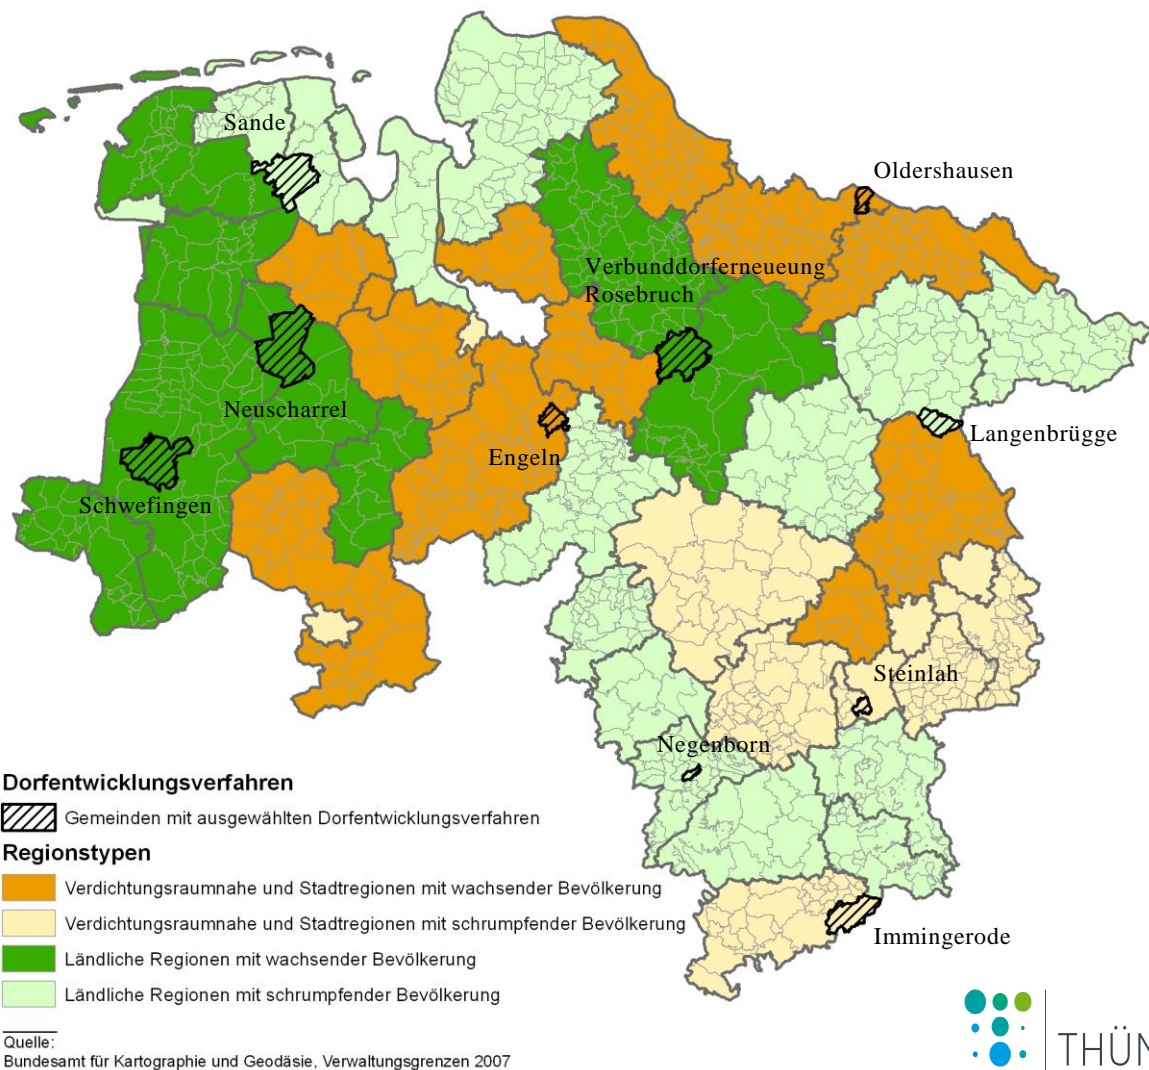 Sande
Oldershausen
Verbunddorferneueung
Rosebruch
Neuscharrel
Langenbrügge
Engeln
Schwefingen
Steinlah
Negenborn
Dorfentwicklungsverfahren
Gemeinden mit ausgewählten Dorfentwicklungsverfahren
Regionstypen
Verdichtungsraumnahe und Stadtregionen mit wachsender Bevölkerung
Verdichtungsraumnahe und Stadtregionen mit schrumpfender Bevölkerung
Immingerode
Ländliche Regionen mit wachsender Bevölkerung
Ländliche Regionen mit schrumpfender Bevölkerung
Quelle:
Bundesamt für Kartographie und Geodäsie, Verwaltungsgrenzen 2007
THÜN